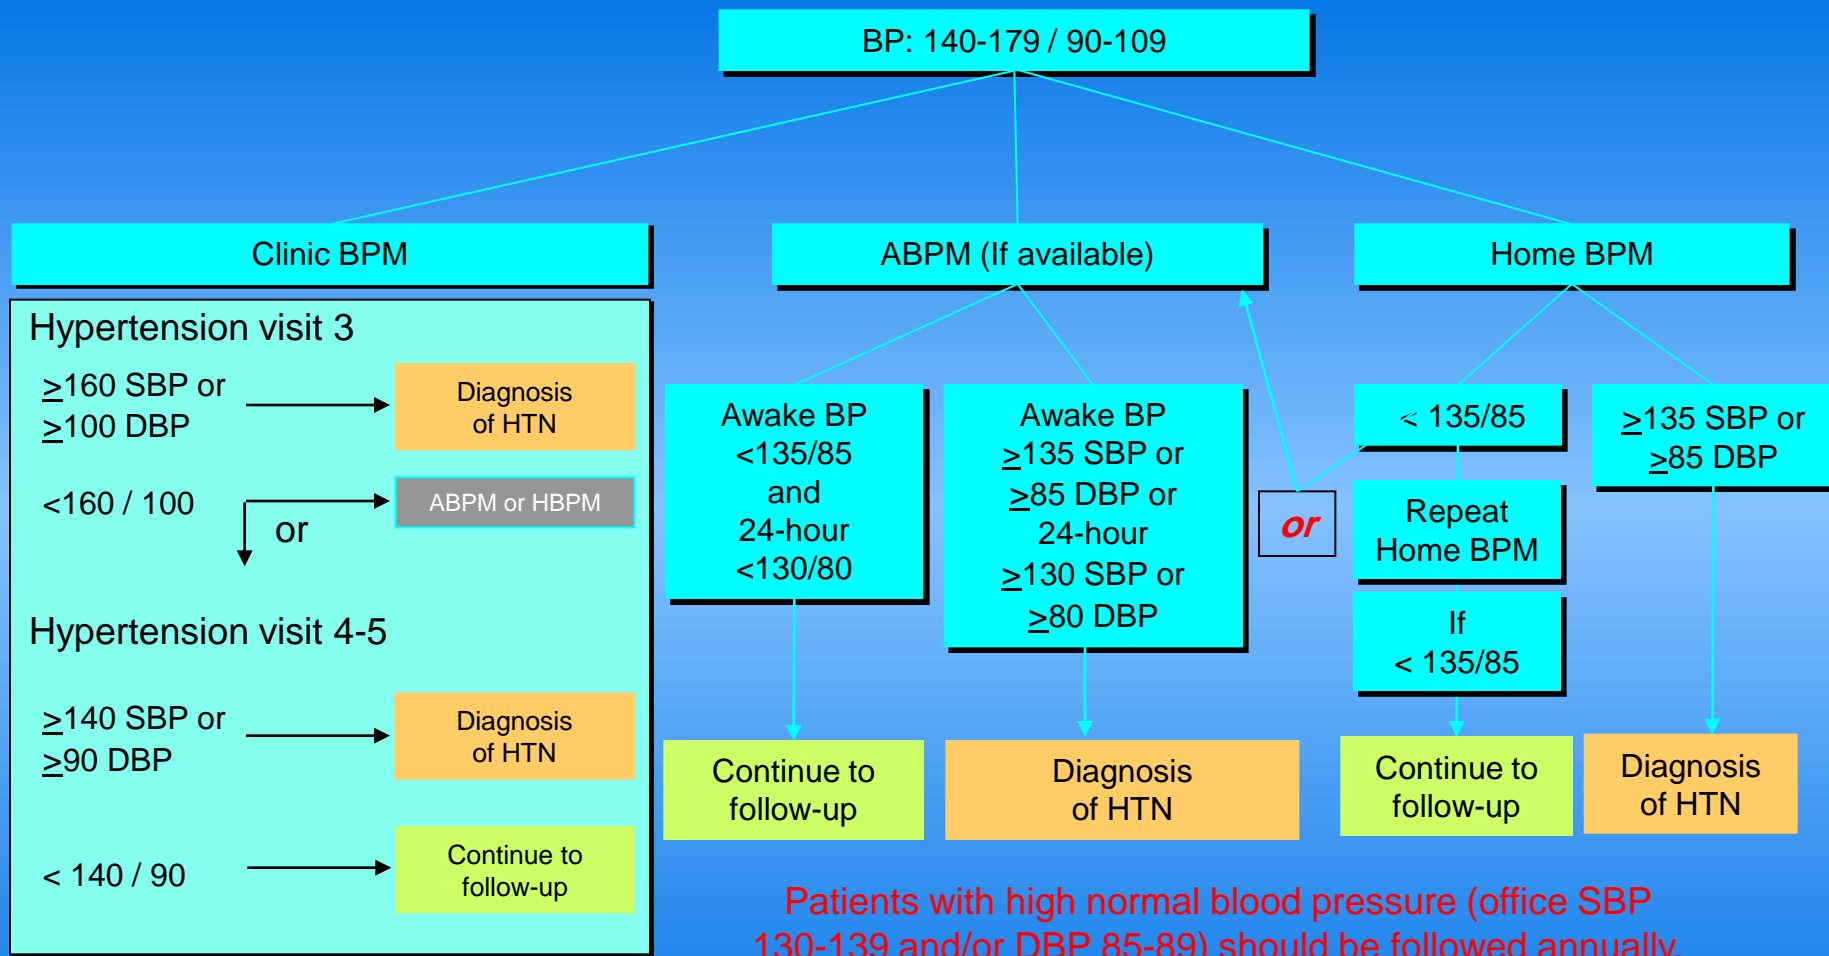 BP: 140-179 / 90-109
Clinic BPM
ABPM (If available)
Home BPM
Hypertension visit 3
≥160 SBP or
≥100 DBP
Diagnosis
of HTN
<160 / 100
or
ABPM or HBPM
Hypertension visit 4-5
≥140 SBP or
≥90 DBP
Diagnosis
of HTN
< 140 / 90
Continue to
follow-up
Awake BP
<135/85
and
24-hour
<130/80
Continue to
follow-up
Awake BP
≥135 SBP or
≥85 DBP or
24-hour
≥130 SBP or
≥80 DBP
Diagnosis
of HTN
or
< 135/85
Repeat
Home BPM
If
< 135/85
Continue to
follow-up
≥135 SBP or
≥85 DBP
Diagnosis
of HTN
Patients with high normal blood pressure (office SBP
130-139 and/or DBP 85-89) should be followed annually.